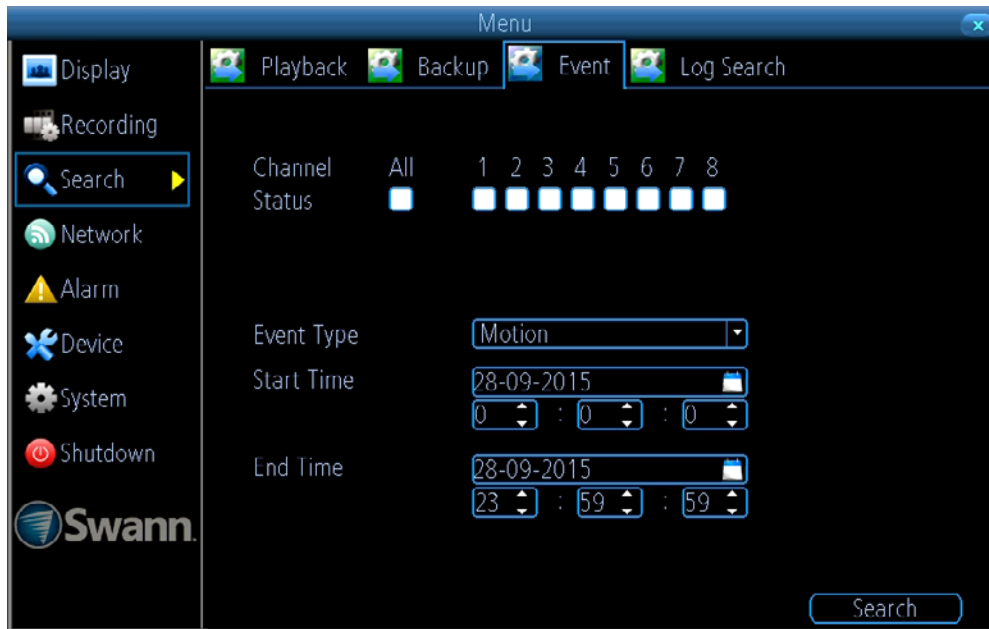 Menu
Display
Recording
Search
Network
Alarm
Device
System
Shutdown
Swann.
Playback Backup Event Log Search
Channel All 1 2 3 4 5 6 7 8
Status
Event Type Motion
Start Time 28-09-2015
0 : 0 : 0
End Time 28-09-2015
23 : 59 : 59
Search